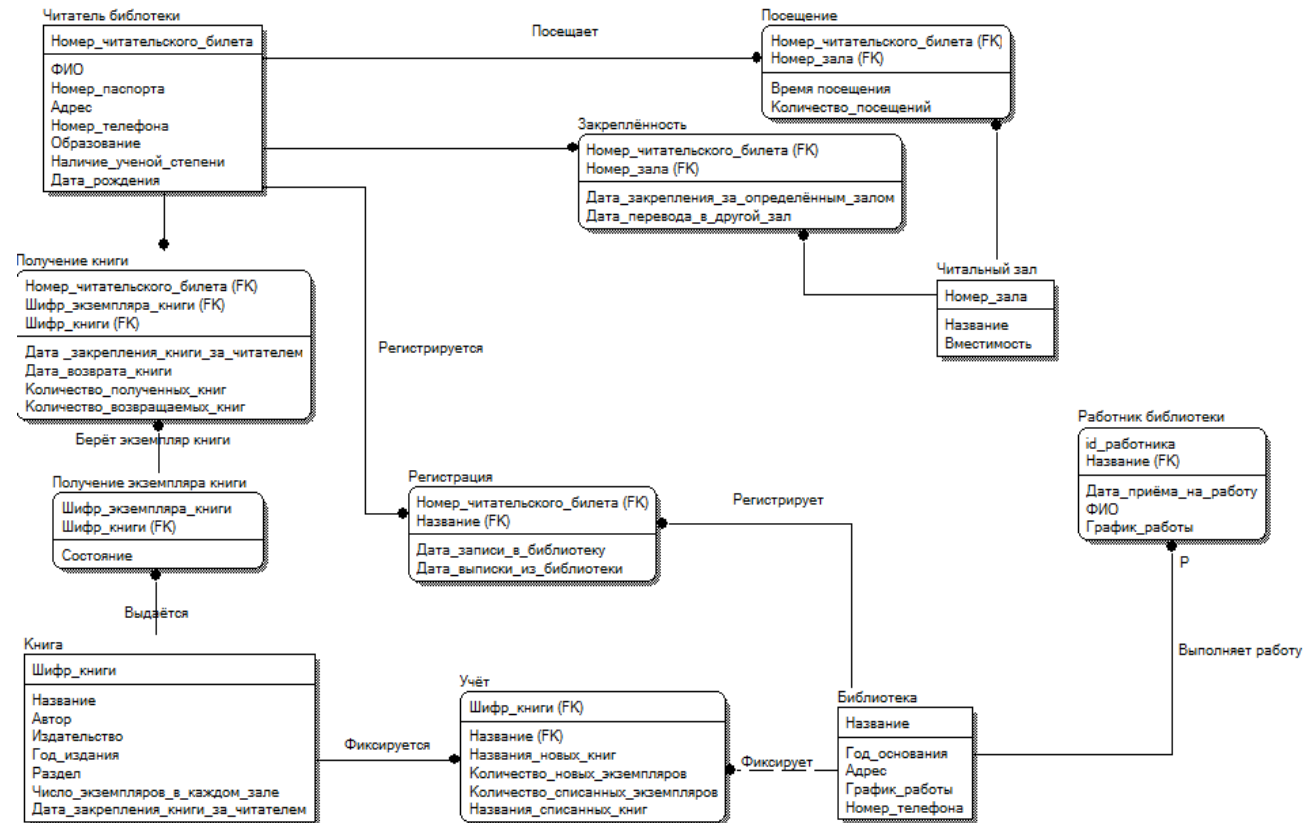 Читатель библотеки
Номер_читательского_билета
ФИО
Номер_паспорта
Адрес
Номер_телефона
Образование
Наличие_ученой_степени
Дата_рождения
Посещает
Посещение
Номер_читательского_билета (FK)
Номер_зала (FK)
Время посещения
Количество_посещений
Закреплённость
Номер_читательского_билета (FK)
Номер_зала (FK)
Дата_закрепления_за_определённым_залом
Дата_перевода_в_другой_зал
Читальный зал
Номер_зала
Название
Вместимость
Получение книги
Номер_читательского_билета (FK)
Шифр_экземпляра_книги (FK)
Шифр_книги (FK)
Дата _закрепления_книги_за_читателем
Дата_возврата_книги
Количество_полученных_книг
Количество_возвращаемых_книг
Регистрируется
Берёт экземпляр книги
Получение экземпляра книги
Шифр_экземпляра_книги
Шифр_книги (FK)
Состояние
Регистрация
Номер_читательского_билета (FK)
Название (FK)
Дата_записи_в_библиотеку
Дата_выписки_из_библиотеки
Регистрирует
Работник библиотеки
id_работника
Название (FK)
Дата_приёма_на_работу
ФИО
График_работы
P
Выполняет работу
Выдаётся
Книга
Шифр_книги
Название
Автор
Издательство
Год_издания
Раздел
Число_экземпляров_в_каждом_зале
Дата_закрепления_книги_за_читателем
Фиксируется
Учёт
Шифр_книги (FK)
Название (FK)
Названия_новых_книг
Количество_новых_экземпляров
Количество_списанных_экземпляров
Названия_списанных_книг
Фиксирует
Библиотека
Название
Год_основания
Адрес
График_работы
Номер_телефона